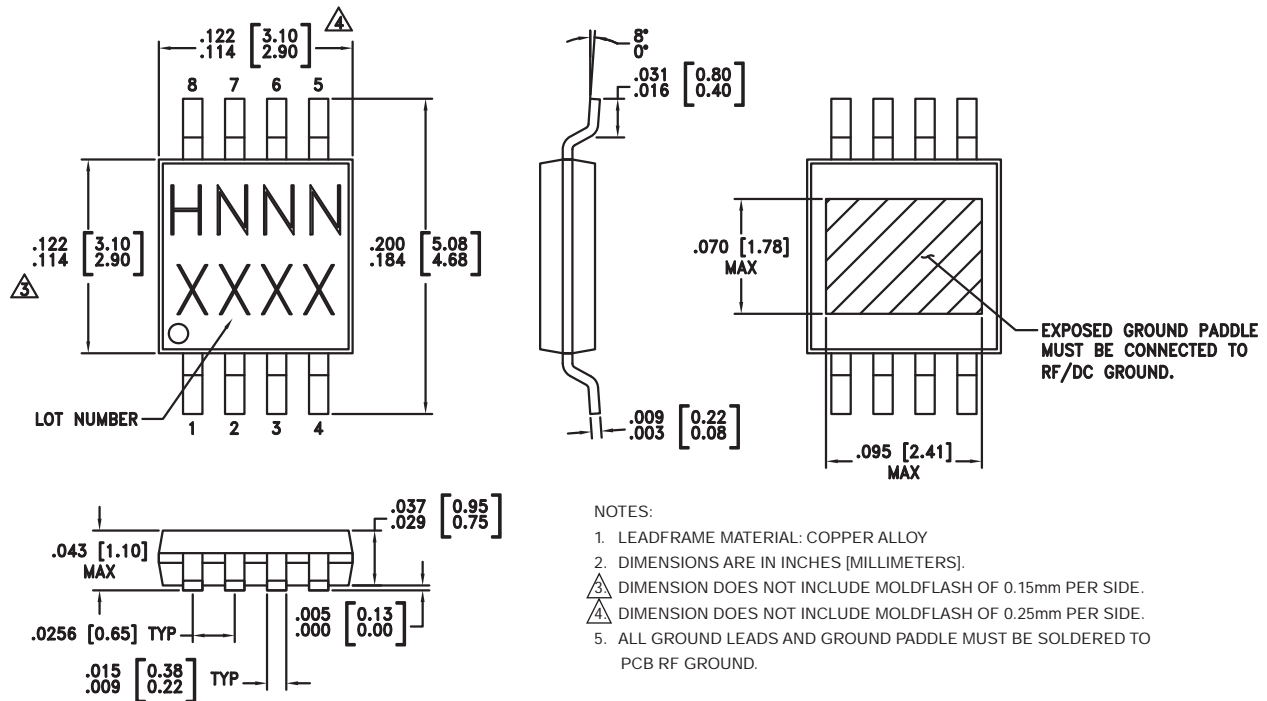 .122 [3.10]
.114 [2.90]
4
8 7 6 5
HNNN
XXXX
.122 [3.10]
.114 [2.90]
3
.200 [5.08]
.184 [4.68]
LOT NUMBER
1 2 3 4
8°
0°
.031 [0.80]
.016 [0.40]
.009 [0.22]
.003 [0.08]
.070 [1.78]
MAX
EXPOSED GROUND PADDLE
MUST BE CONNECTED TO
RF/DC GROUND.
.095 [2.41]
MAX
.037 [0.95]
.029 [0.75]
.043 [1.10]
MAX
.005 [0.13]
.000 [0.00]
.0256 [0.65] TYP
.015 [0.38]
.009 [0.22] TYP
NOTES:
1. LEADFRAME MATERIAL: COPPER ALLOY
2. DIMENSIONS ARE IN INCHES [MILLIMETERS].
3. DIMENSION DOES NOT INCLUDE MOLDFLASH OF 0.15mm PER SIDE.
4. DIMENSION DOES NOT INCLUDE MOLDFLASH OF 0.25mm PER SIDE.
5. ALL GROUND LEADS AND GROUND PADDLE MUST BE SOLDERED TO
PCB RF GROUND.